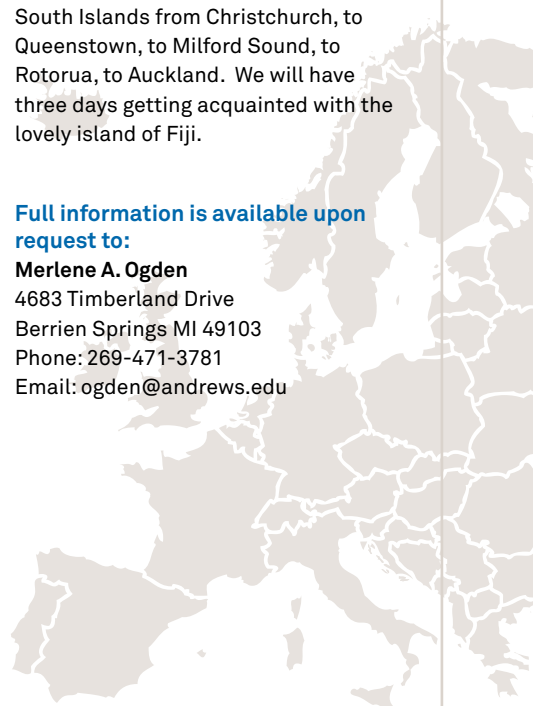 South Islands from Christchurch, to
Queenstown, to Milford Sound, to
Rotorua, to Auckland.  We will have
three days getting acquainted with the
lovely island of Fiji.
Full information is available upon
request to:
Merlene A. Ogden
4683 Timberland Drive
Berrien Springs MI 49103
Phone: 269-471-3781
Email: ogden@andrews.edu